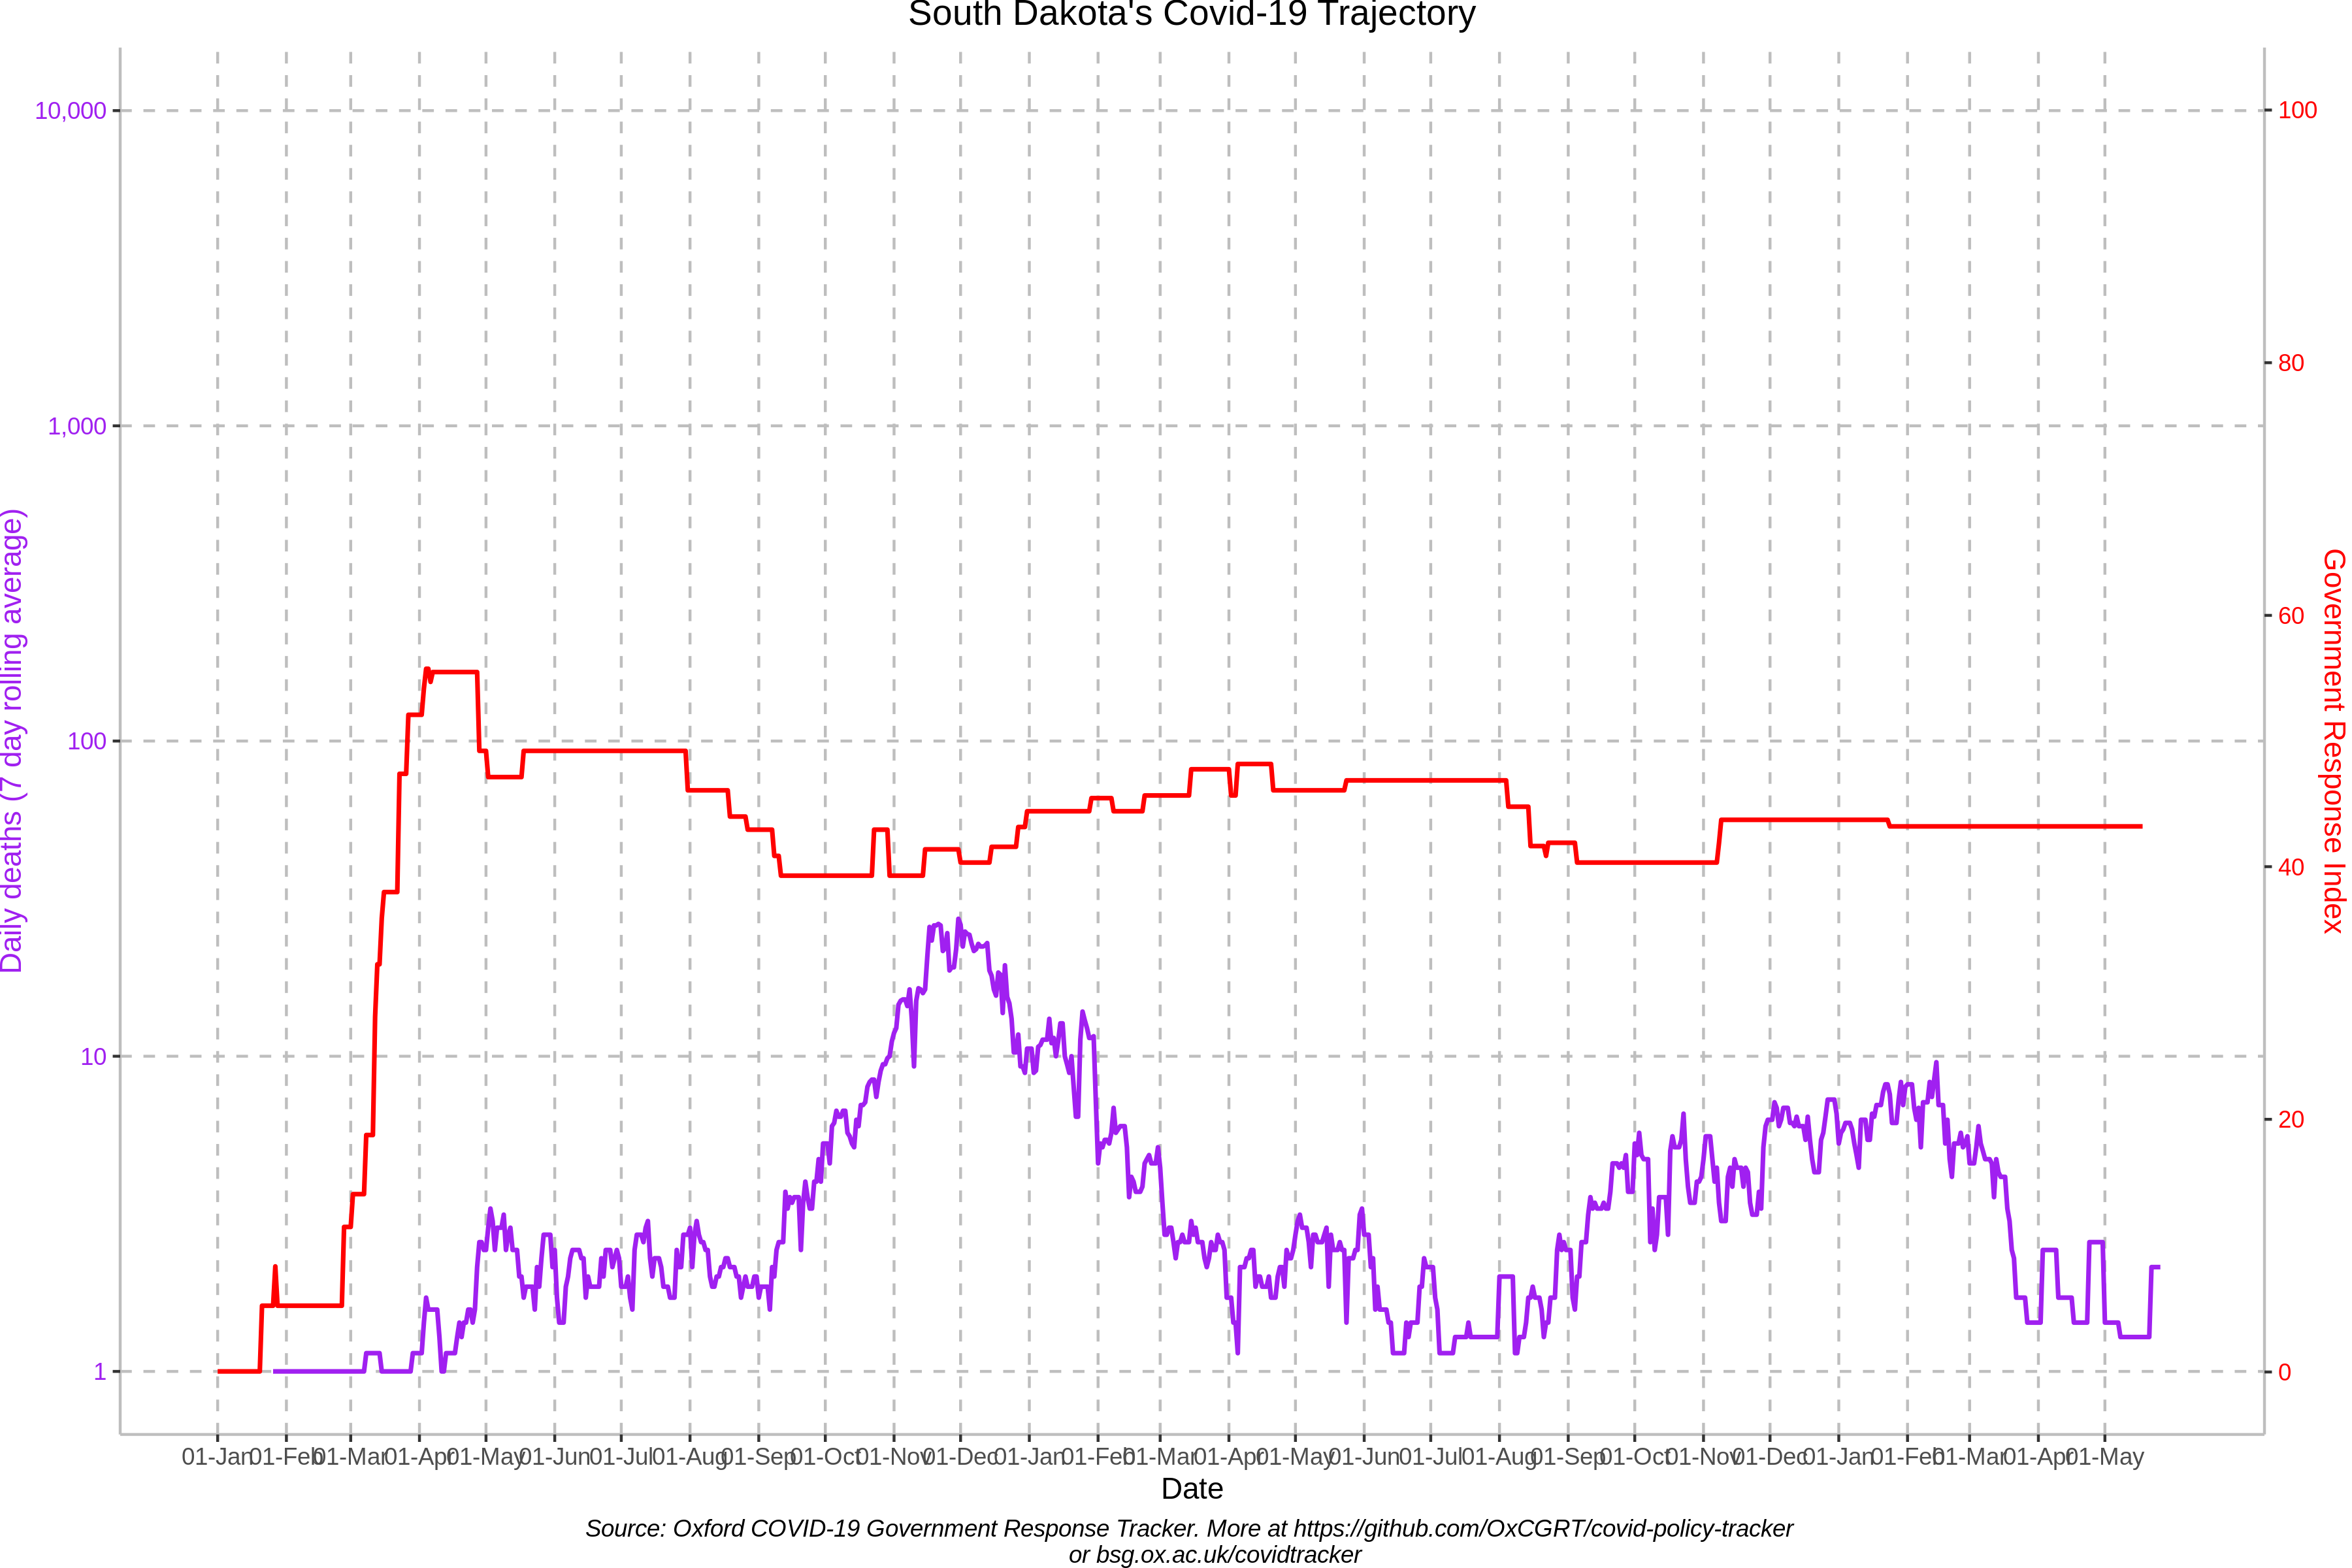 South Dakota's Covid-19 Trajectory
10,000
1,000
100
10
1
Daily deaths (7 day rolling average)
100
80
60
40
20
0
Government Response Index
01-Jan 01-Feb 01-Mar 01-Apr 01-May 01-Jun 01-Jul 01-Aug 01-Sep 01-Oct 01-Nov 01-Dec 01-Jan 01-Feb 01-Mar 01-Apr 01-May 01-Jun 01-Jul 01-Aug 01-Sep 01-Oct 01-Nov 01-Dec 01-Jan 01-Feb 01-Mar 01-Apr 01-May
Date
Source: Oxford COVID-19 Government Response Tracker. More at https://github.com/OxCGRT/covid-policy-tracker
or bsg.ox.ac.uk/covidtracker